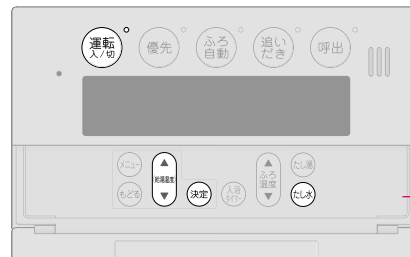 運転
入/切
優先
ふろ
自動
追い
だき
呼出
メニュー
給湯温度
ふろ
温度
たし湯
もどる
決定
入浴
タイマー
たし水